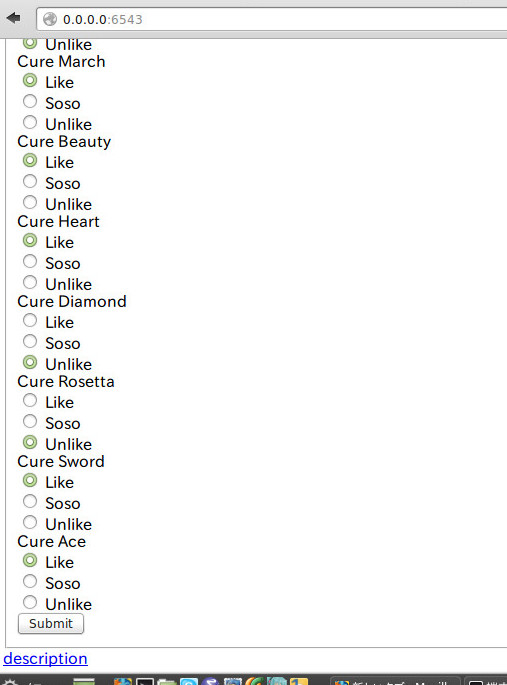 0.0.0.0:6543
Unlike
Cure March
Like
Soso
Unlike
Cure Beauty
Like
Soso
Unlike
Cure Heart
Like
Soso
Unlike
Cure Diamond
Like
Soso
Unlike
Cure Rosetta
Like
Soso
Unlike
Cure Sword
Like
Soso
Unlike
Cure Ace
Like
Soso
Unlike
Submit
description